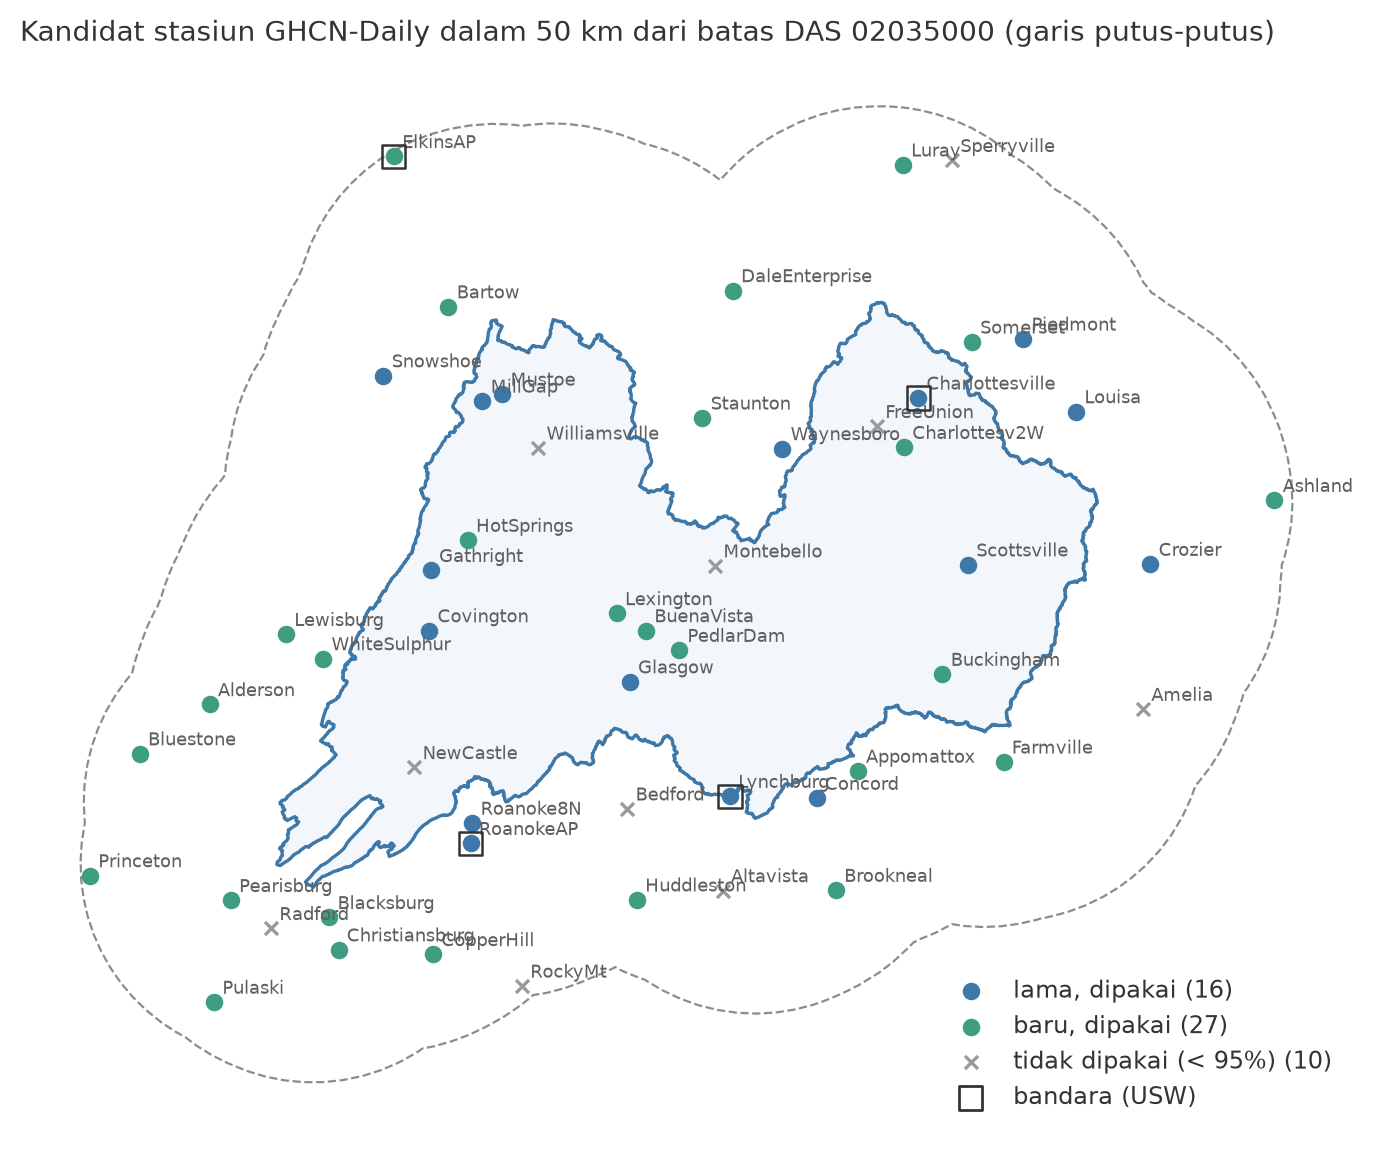 Kandidat stasiun GHCN-Daily dalam 50 km dari batas DAS 02035000 (garis putus-putus)
ElkinsAP
Luray
Sperryville
DaleEnterprise
Bartow
Somerset
Piedmont
Snowshoe
Mustoe
MillGap
Charlottesville
Louisa
Staunton
FreeUnion
Williamsville
Waynesboro
Charlottesv2W
Ashland
HotSprings
Gathright
Montebello
Scottsville
Crozier
Lexington
BuenaVista
Covington
Lewisburg
WhiteSulphur
PedlarDam
Glasgow
Buckingham
Alderson
Amelia
Bluestone
NewCastle
Appomattox
Farmville
Lynchburg
Concord
Bedford
Roanoke8N
RoanokeAP
Princeton
Pearisburg
Huddleston
Altavista
Brookneal
Blacksburg
Radford
Christiansburg
CopperHill
RockyMt
Pulaski
lama, dipakai (16)
baru, dipakai (27)
tidak dipakai (< 95%) (10)
bandara (USW)